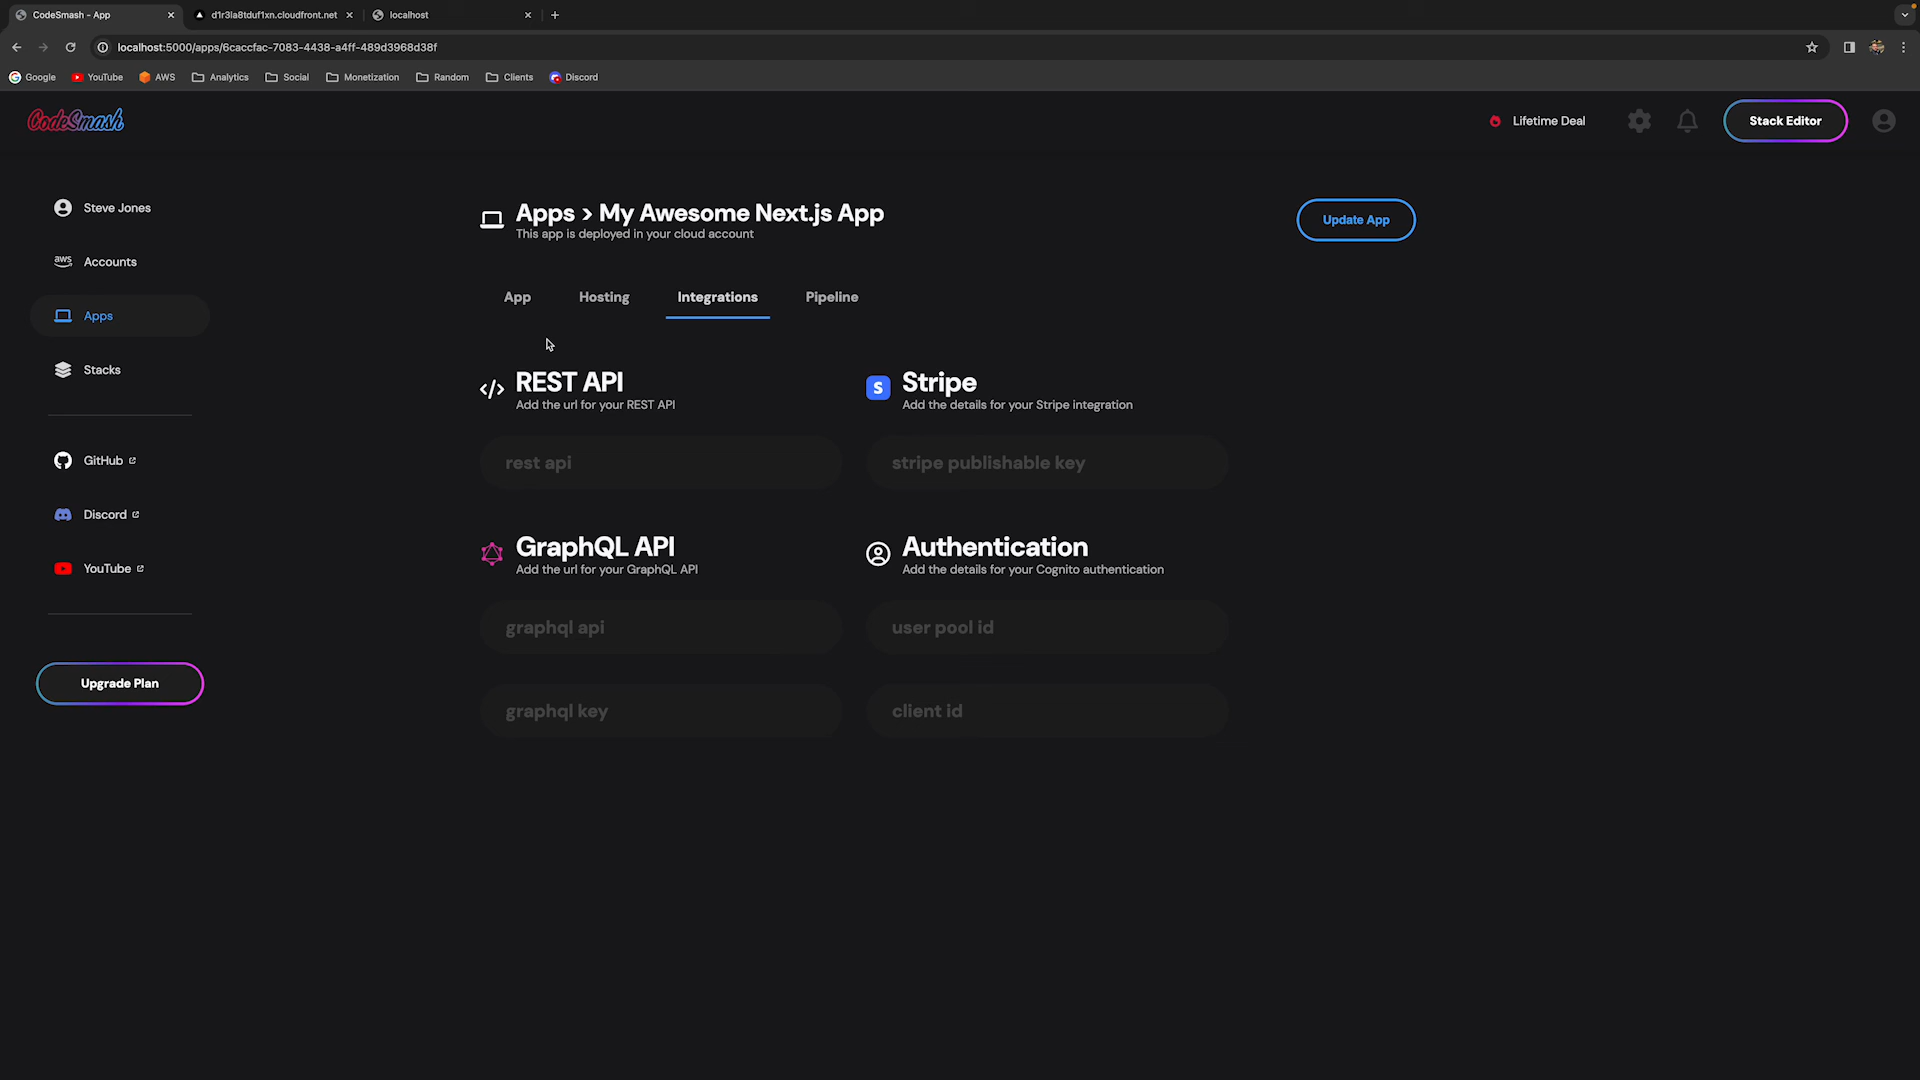 CodeSmash - App
d1r3la8tduf1xn.cloudfront.net
localhost
localhost:5000/apps/6caccfac-7083-4438-a4ff-489d3968d38f
Google
YouTube
AWS
Analytics
Social
Monetization
Random
Clients
Discord
CodeSmash
Lifetime Deal
Stack Editor
Steve Jones
aws
Accounts
Apps
Stacks
GitHub
Discord
YouTube
Upgrade Plan
Apps > My Awesome Next.js App
This app is deployed in your cloud account
Update App
App
Hosting
Integrations
Pipeline
REST API
Add the url for your REST API
rest api
S
Stripe
Add the details for your Stripe integration
stripe publishable key
GraphQL API
Add the url for your GraphQL API
graphql api
graphql key
Authentication
Add the details for your Cognito authentication
user pool id
client id